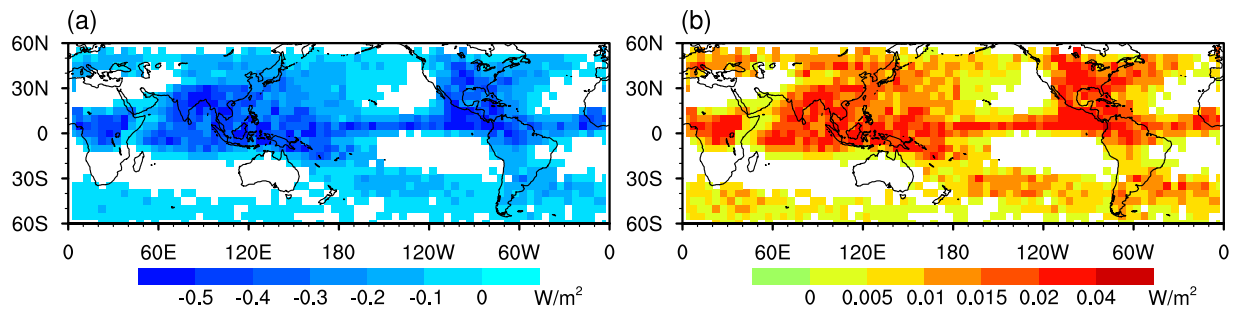 (a) (b)
60N 60N
30N 30N
0 0
30S 30S
60S 60S
0 60E 120E 180 120W 60W 0 0 60E 120E 180 120W 60W 0
-0.5 -0.4 -0.3 -0.2 -0.1 0 W/m² 0 0.005 0.01 0.015 0.02 0.04 W/m²